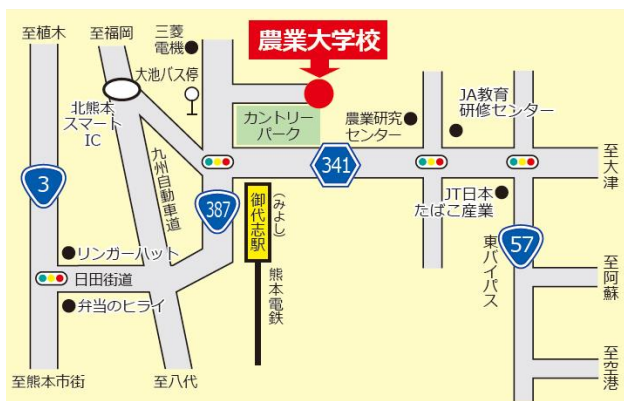 至植木
至福岡
三菱
電機
農業大学校
大池バス停
北熊本
スマート
IC
カントリー
パーク
農業研究
センター
JA教育
研修センター
3
九州自動車道
387
341
至大津
御代志駅
(みよし)
JT日本
たばこ産業
57
東バイパス
リンガーハット
日田街道
弁当のヒライ
熊本電鉄
至阿蘇
至熊本市街
至八代
至空港